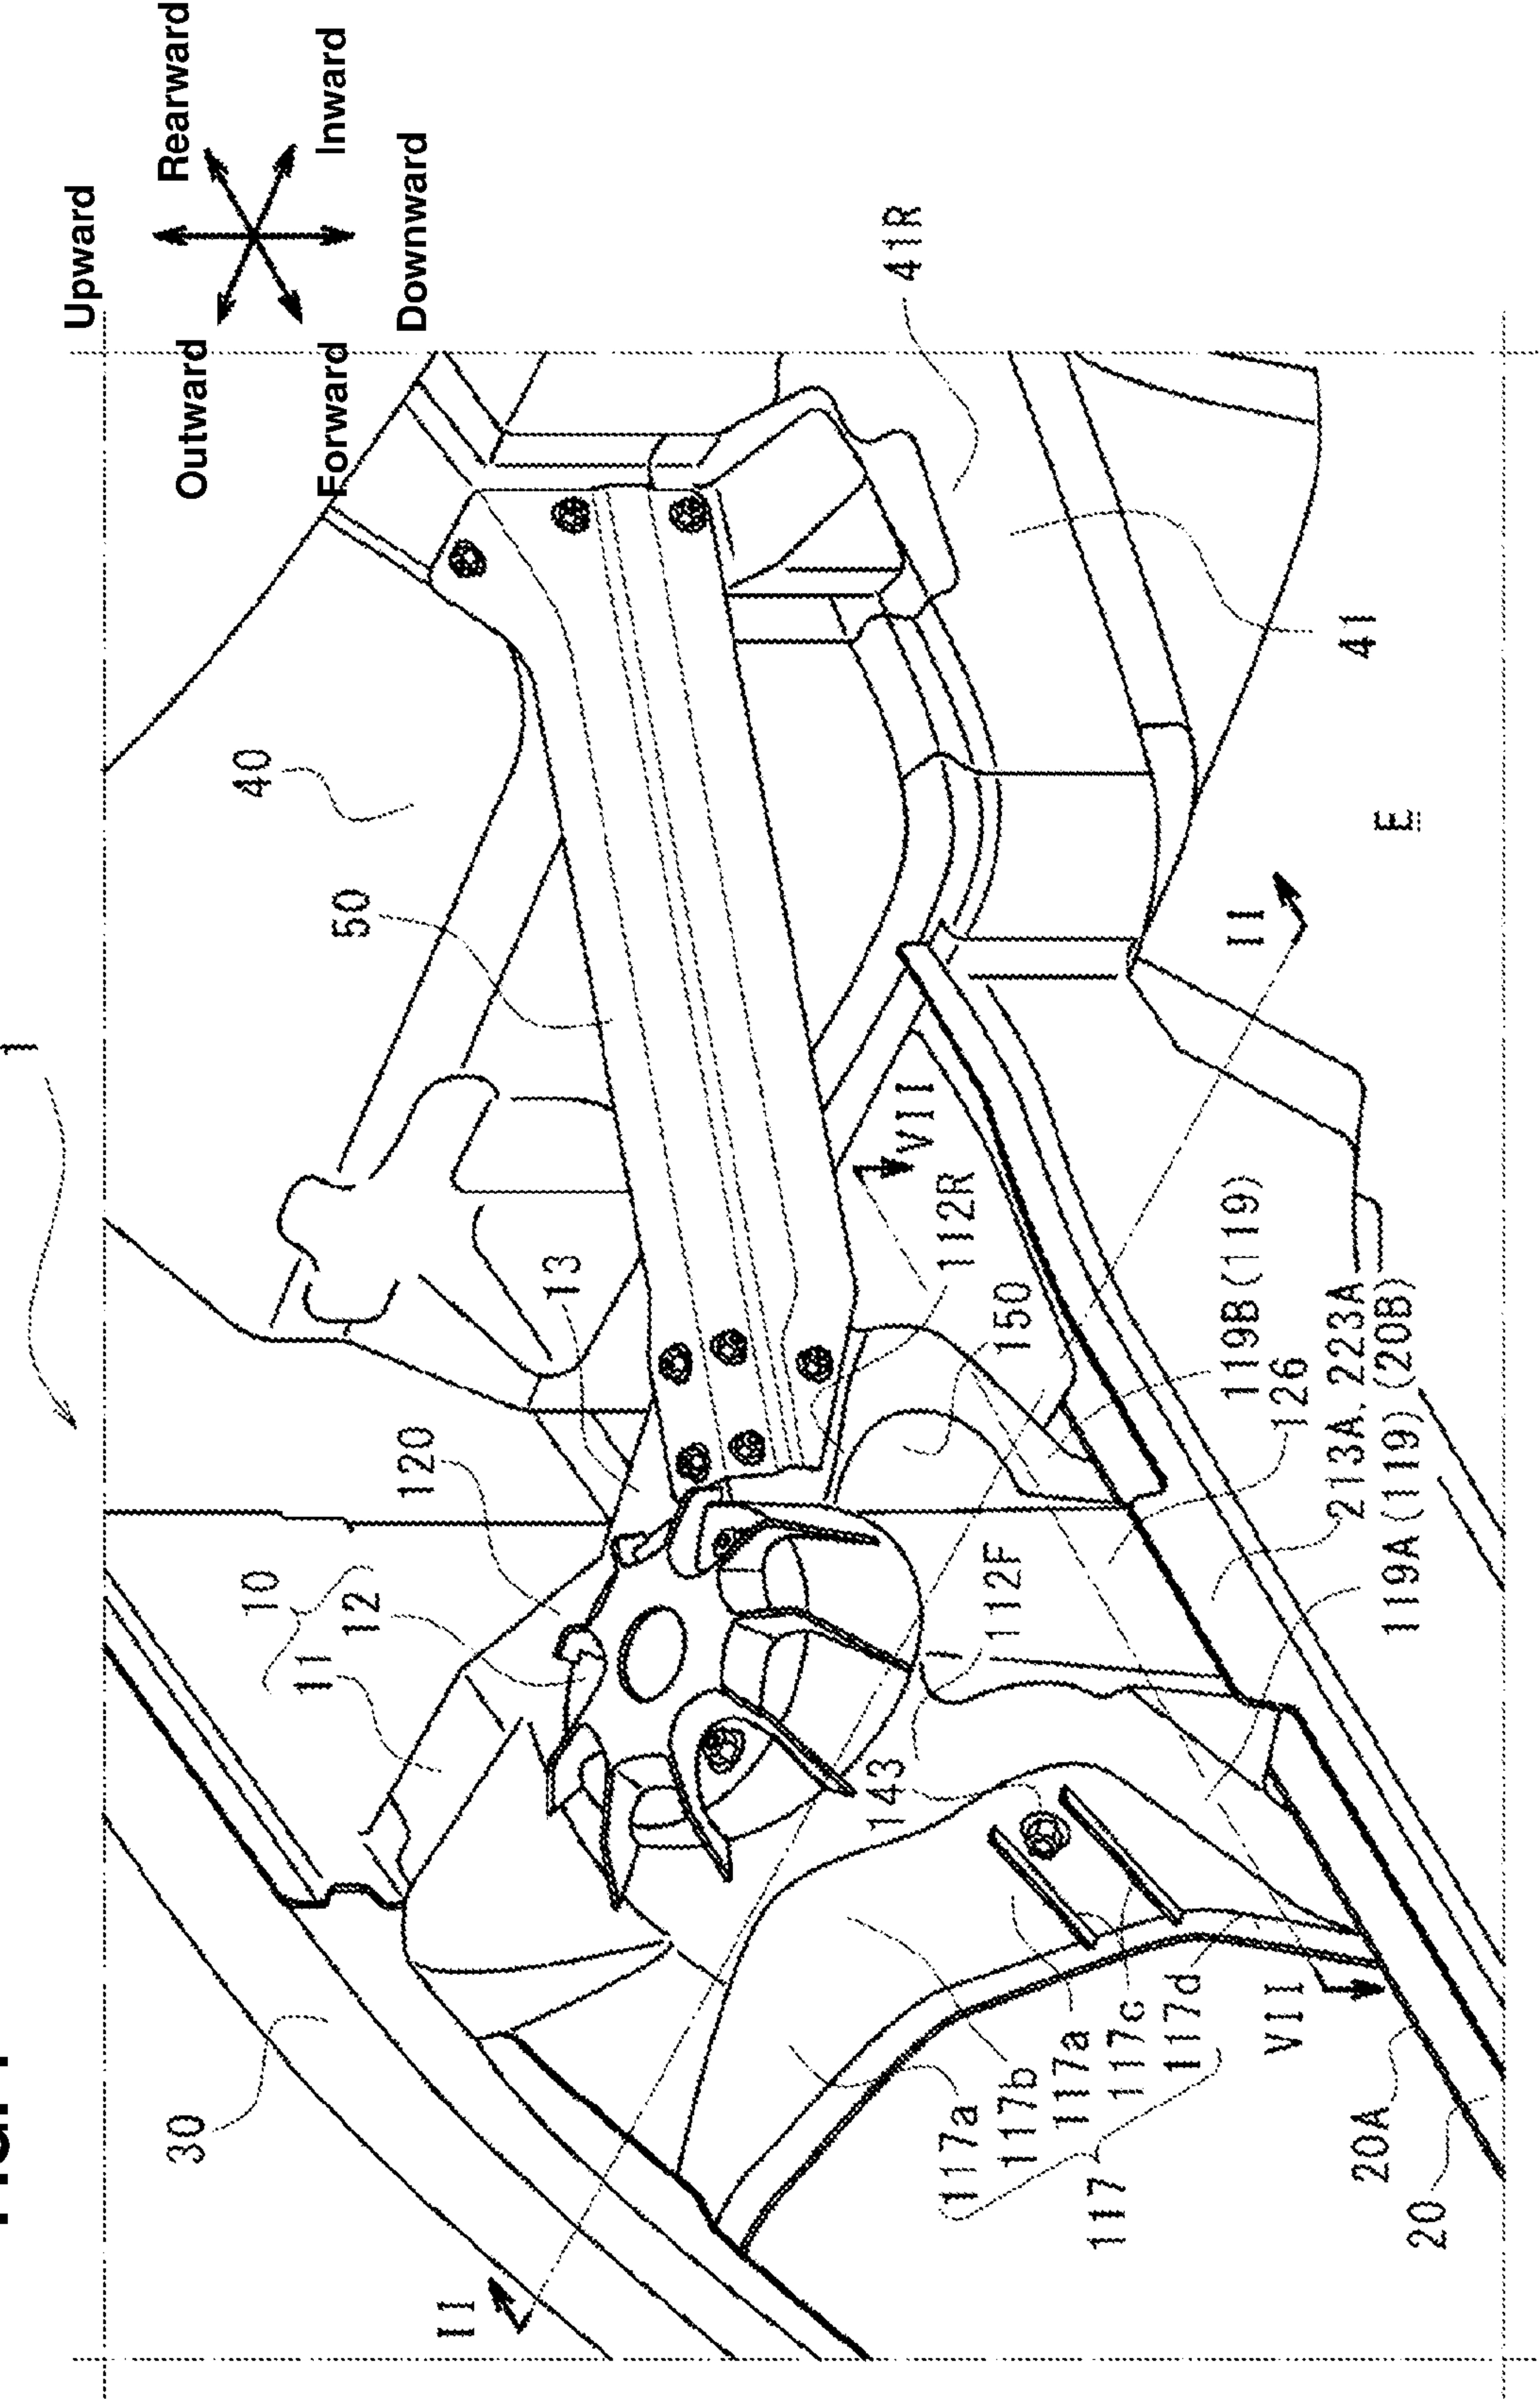 1
Upward
Rearward
Outward
Inward
Forward
Downward
30
10
40
11
12
50
120
II
13
143
VII
41R
117a
112R
117b
112F
150
117a
117
117c
117d
119B(119)
II
VII
126
213A,223A
(20B)
41
20A
119A(119)
E
20